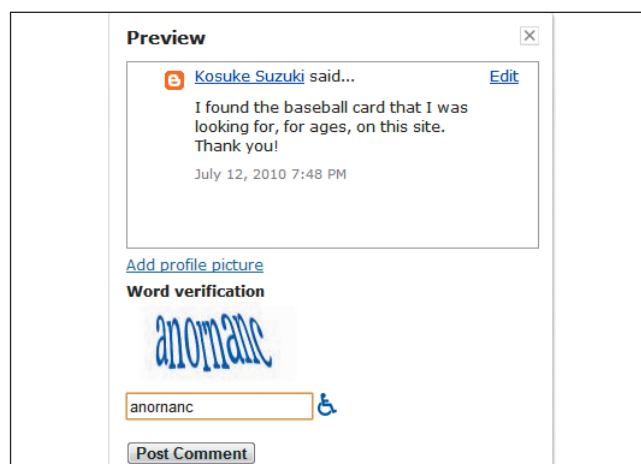 Preview
Kosuke Suzuki said...
Edit
I found the baseball card that I was
looking for, for ages, on this site.
Thank you!
July 12, 2010 7:48 PM
Add profile picture
Word verification
anornanc
anornanc
Post Comment